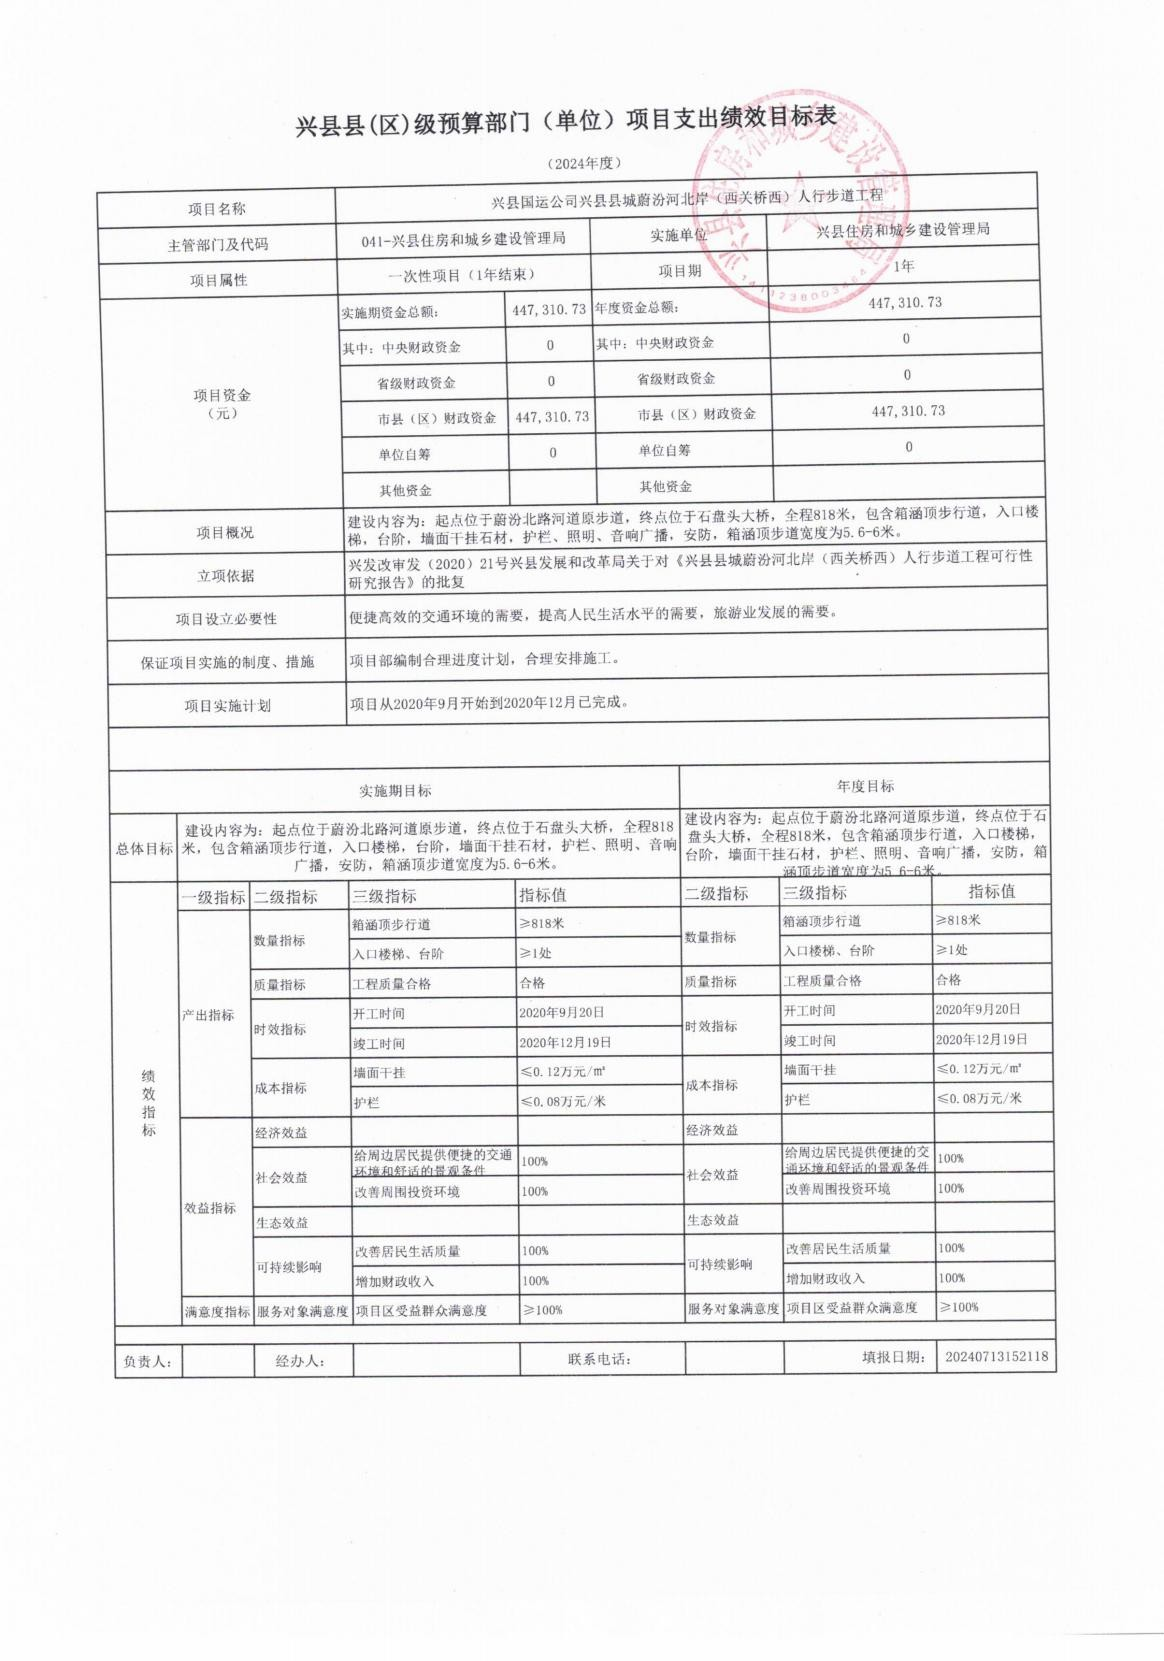 兴县县(区)级预算部门（单位）项目支出绩效目标表
（2024年度）
项目名称 兴县国运公司兴县县城蔚汾河北岸（西关桥西）人行步道工程
主管部门及代码 041-兴县住房和城乡建设管理局 实施单位 兴县住房和城乡建设管理局
项目属性 一次性项目（1年结束） 项目期 1年
项目资金
（元）
实施期资金总额： 447,310.73 年度资金总额： 447,310.73
其中：中央财政资金 0 其中：中央财政资金 0
省级财政资金 0 省级财政资金 0
市县（区）财政资金 447,310.73 市县（区）财政资金 447,310.73
单位自筹 0 单位自筹 0
其他资金 其他资金
项目概况
建设内容为：起点位于蔚汾北路河道原步道，终点位于石盘头大桥，全程818米，包含箱涵顶步行道，入口楼
梯，台阶，墙面干挂石材，护栏、照明、音响广播，安防，箱涵顶步道宽度为5.6-6米。
立项依据
兴发改审发（2020）21号兴县发展和改革局关于对《兴县县城蔚汾河北岸（西关桥西）人行步道工程可行性
研究报告》的批复
项目设立必要性 便捷高效的交通环境的需要，提高人民生活水平的需要，旅游业发展的需要。
保证项目实施的制度、措施 项目部编制合理进度计划，合理安排施工。
项目实施计划 项目从2020年9月开始到2020年12月已完成。
实施期目标 年度目标
总体目标
建设内容为：起点位于蔚汾北路河道原步道，终点位于石盘头大桥，全程818
米，包含箱涵顶步行道，入口楼梯，台阶，墙面干挂石材，护栏、照明、音响
广播，安防，箱涵顶步道宽度为5.6-6米。
建设内容为：起点位于蔚汾北路河道原步道，终点位于石
盘头大桥，全程818米，包含箱涵顶步行道，入口楼梯，
台阶，墙面干挂石材，护栏、照明、音响广播，安防，箱
涵顶步道宽度为5.6-6米。
绩效指标
一级指标 二级指标 三级指标 指标值 二级指标 三级指标 指标值
产出指标
数量指标 箱涵顶步行道 ≥818米 数量指标 箱涵顶步行道 ≥818米
入口楼梯、台阶 ≥1处 入口楼梯、台阶 ≥1处
质量指标 工程质量合格 合格 质量指标 工程质量合格 合格
时效指标 开工时间 2020年9月20日 时效指标 开工时间 2020年9月20日
竣工时间 2020年12月19日 竣工时间 2020年12月19日
成本指标 墙面干挂 ≤0.12万元/㎡ 成本指标 墙面干挂 ≤0.12万元/㎡
护栏 ≤0.08万元/米 护栏 ≤0.08万元/米
效益指标
经济效益 经济效益
社会效益 给周边居民提供便捷的交通
环境和舒适的景观条件 100% 社会效益 给周边居民提供便捷的交
通环境和舒适的景观条件 100%
改善周围投资环境 100% 改善周围投资环境 100%
生态效益 生态效益
可持续影响 改善居民生活质量 100% 可持续影响 改善居民生活质量 100%
增加财政收入 100% 增加财政收入 100%
满意度指标 服务对象满意度 项目区受益群众满意度 ≥100% 服务对象满意度 项目区受益群众满意度 ≥100%
负责人： 经办人： 联系电话： 填报日期： 20240713152118
兴县住房和城乡建设管理局